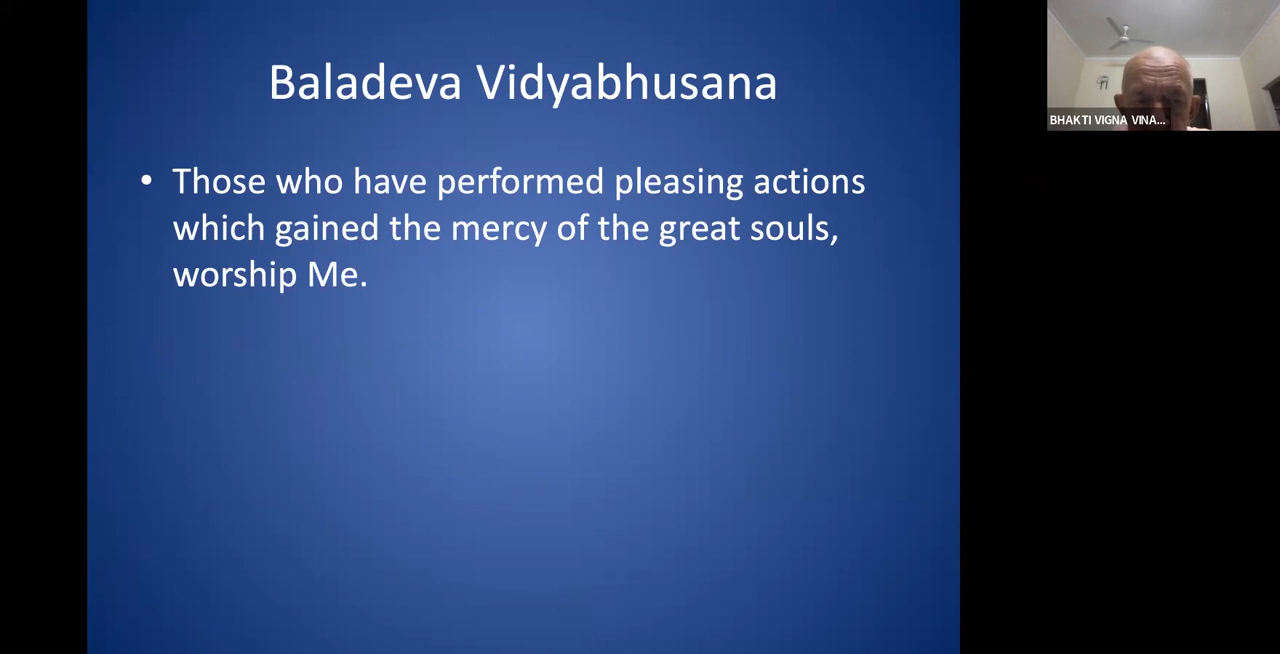 Baladeva Vidyabhusana
• Those who have performed pleasing actions
which gained the mercy of the great souls,
worship Me.
BHAKTI VIGNA VINA...